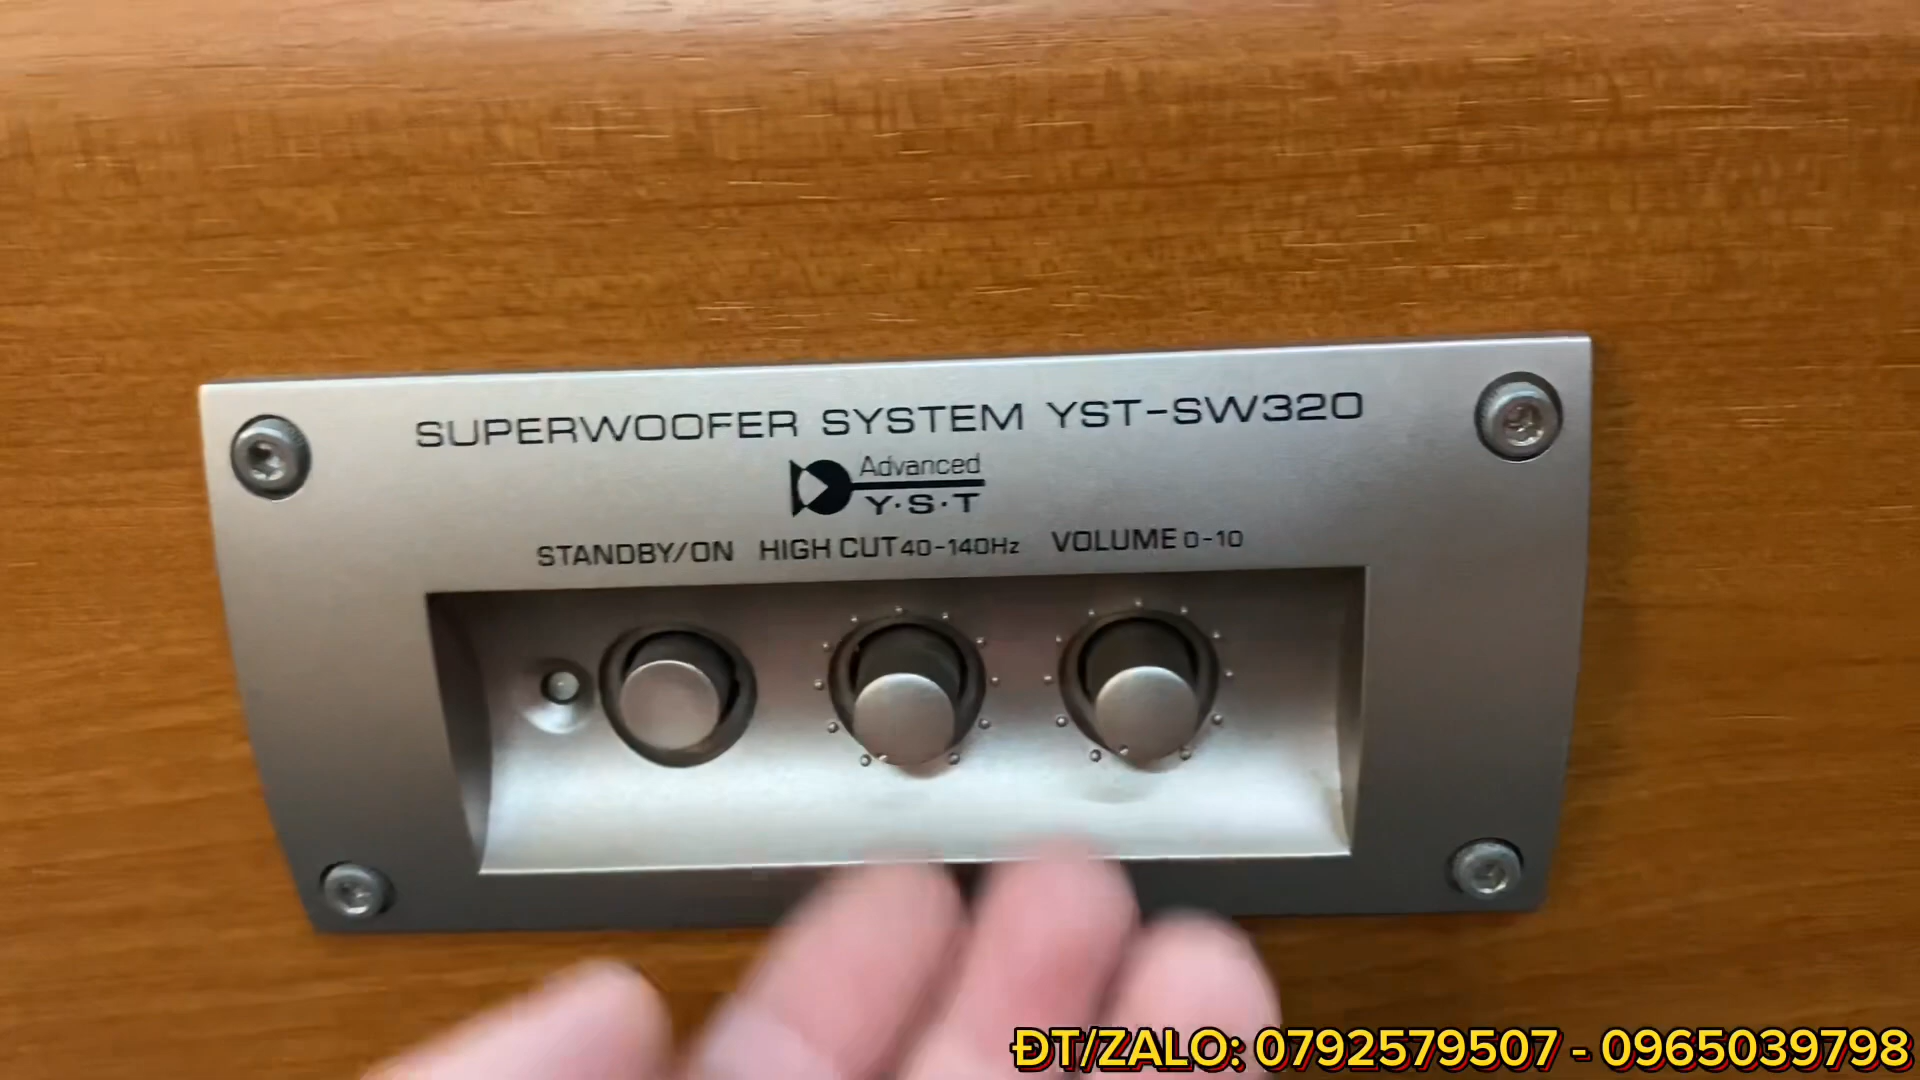 SUPERWOOFER SYSTEM YST-SW320
Advanced
Y·S·T
STANDBY/ON HIGH CUT 40-140Hz VOLUME 0-10
ĐT/ZALO: 0792579507 - 0965039798